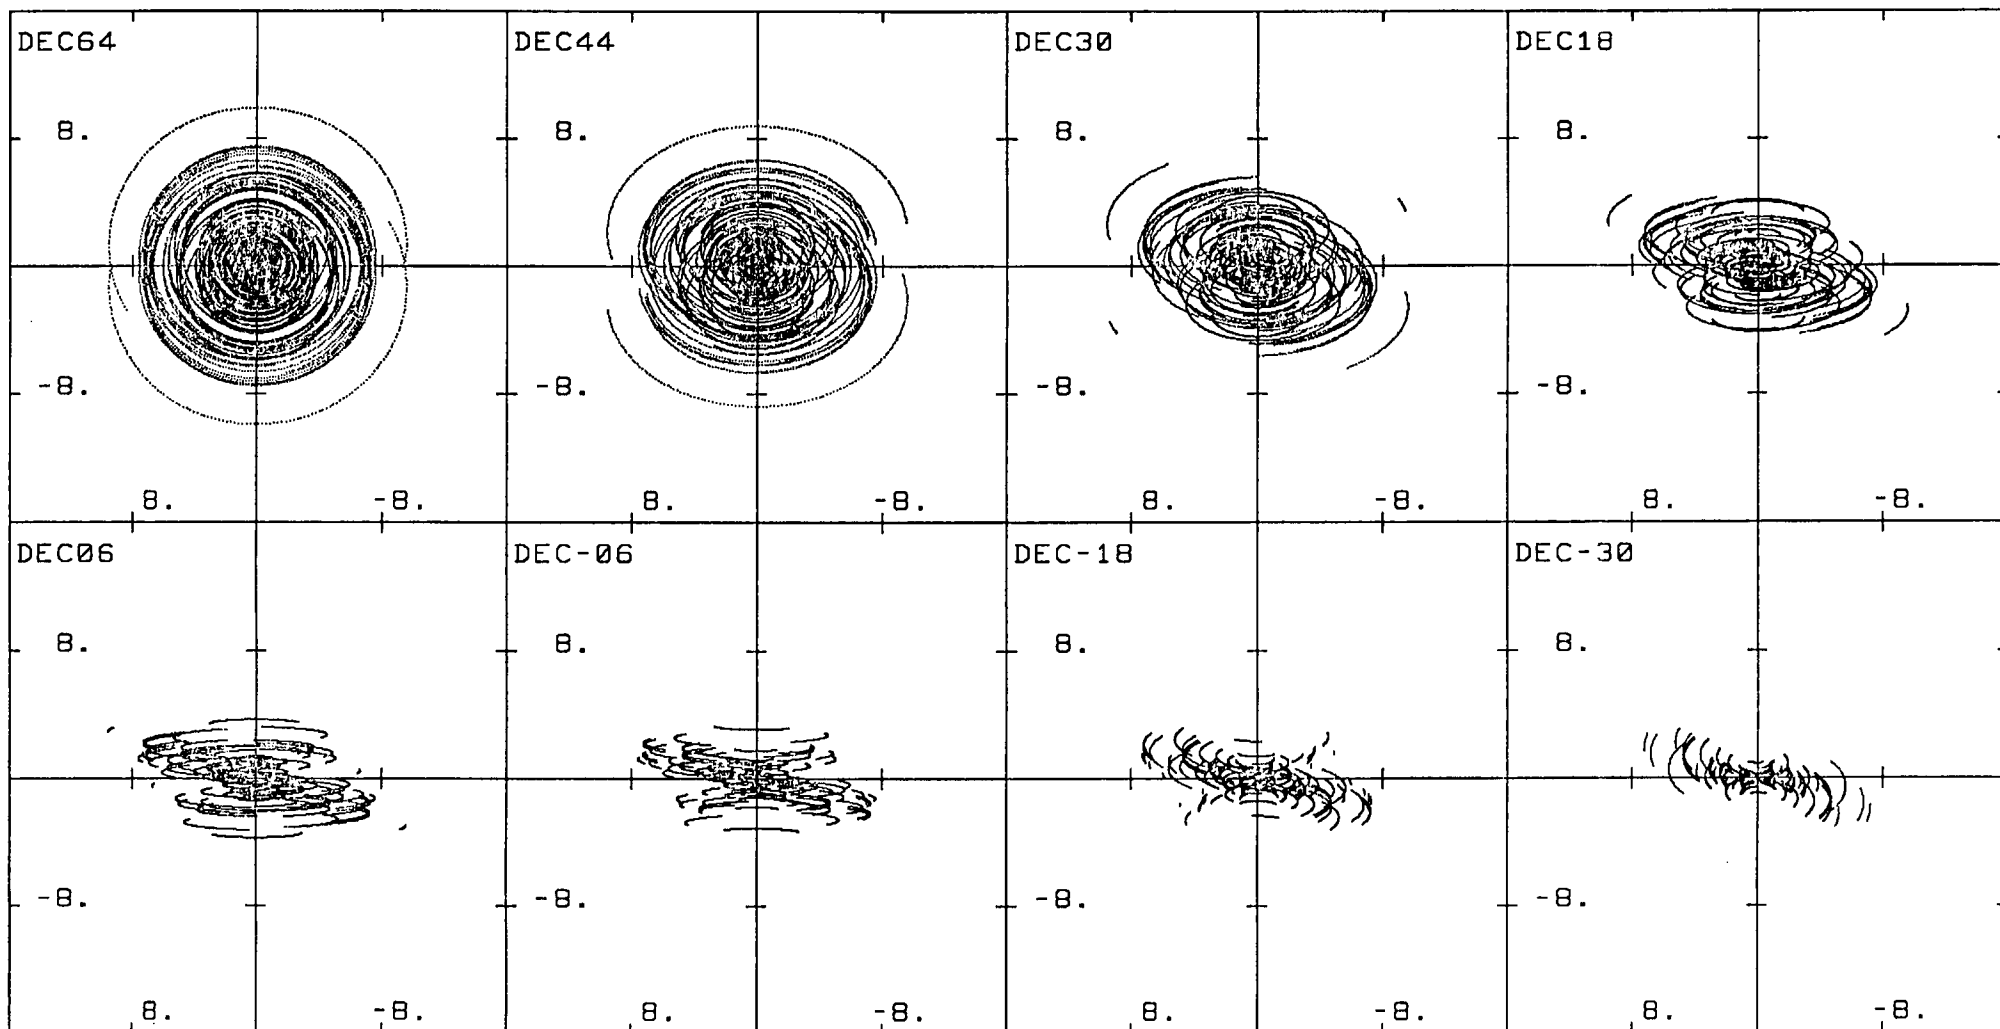 DEC64 DEC44 DEC30 DEC18
8. 8. 8. 8.
-8. -8. -8. -8.
8. -8. 8. -8. 8. -8. 8. -8.
DEC06 DEC-06 DEC-18 DEC-30
8. 8. 8. 8.
-8. -8. -8. -8.
8. -8. 8. -8. 8. -8. 8. -8.